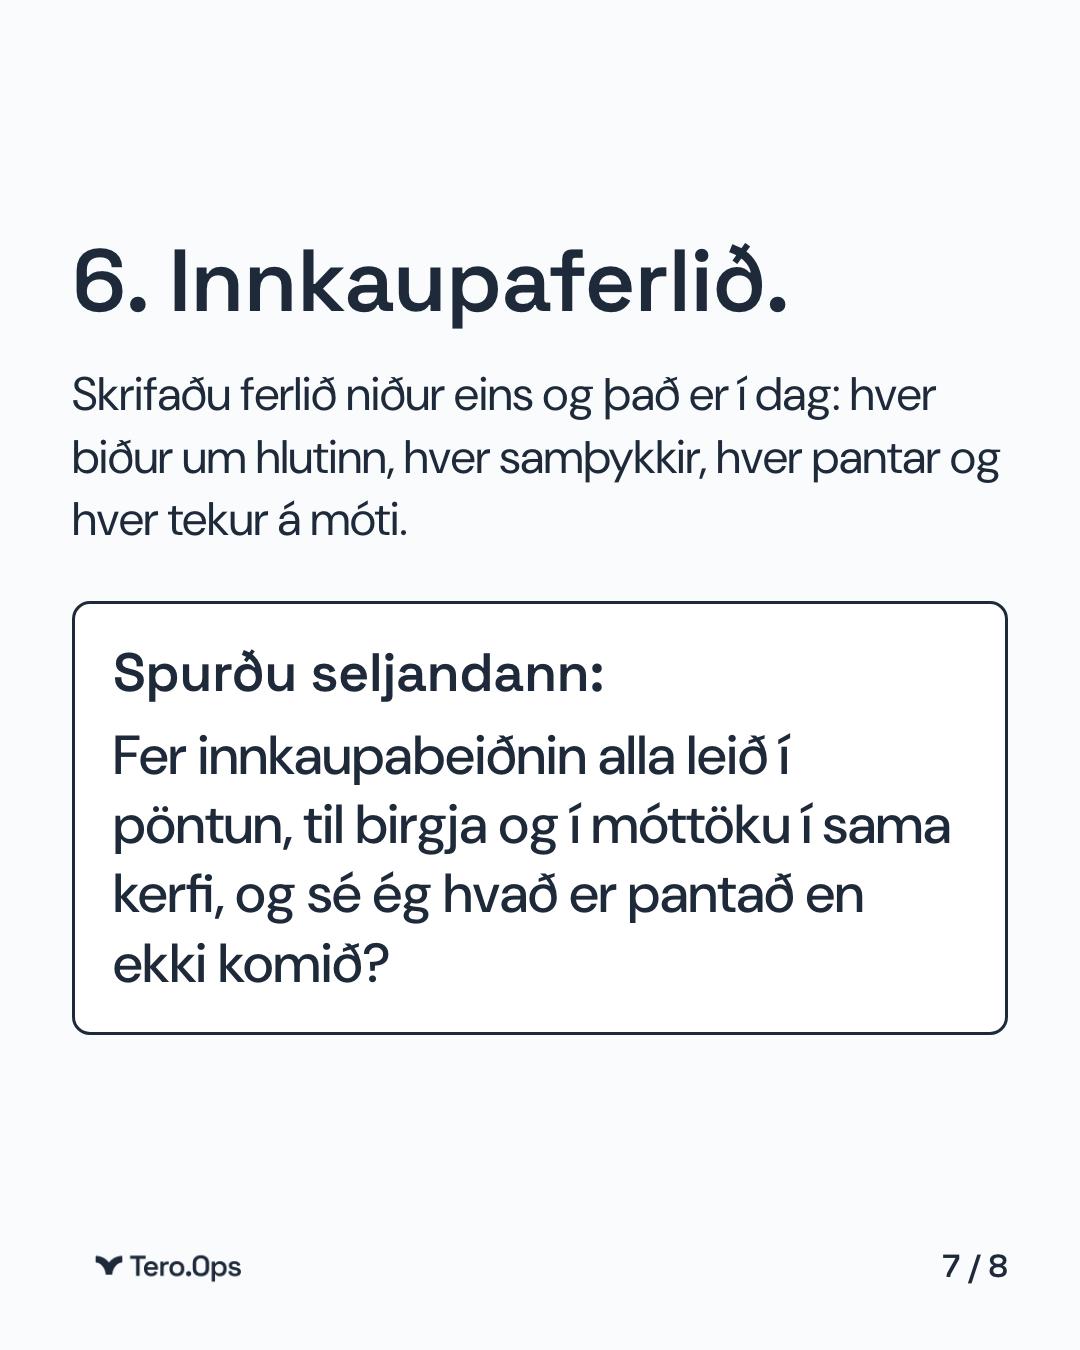 6. Innkaupaferlið.
Skrifaðu ferlið niður eins og það er í dag: hver
biður um hlutinn, hver samþykkir, hver pantar og
hver tekur á móti.
Spurðu seljandann:
Fer innkaupabeiðnin alla leið í
pöntun, til birgja og í móttöku í sama
kerfi, og sé ég hvað er pantað en
ekki komið?
Tero.Ops
7 / 8